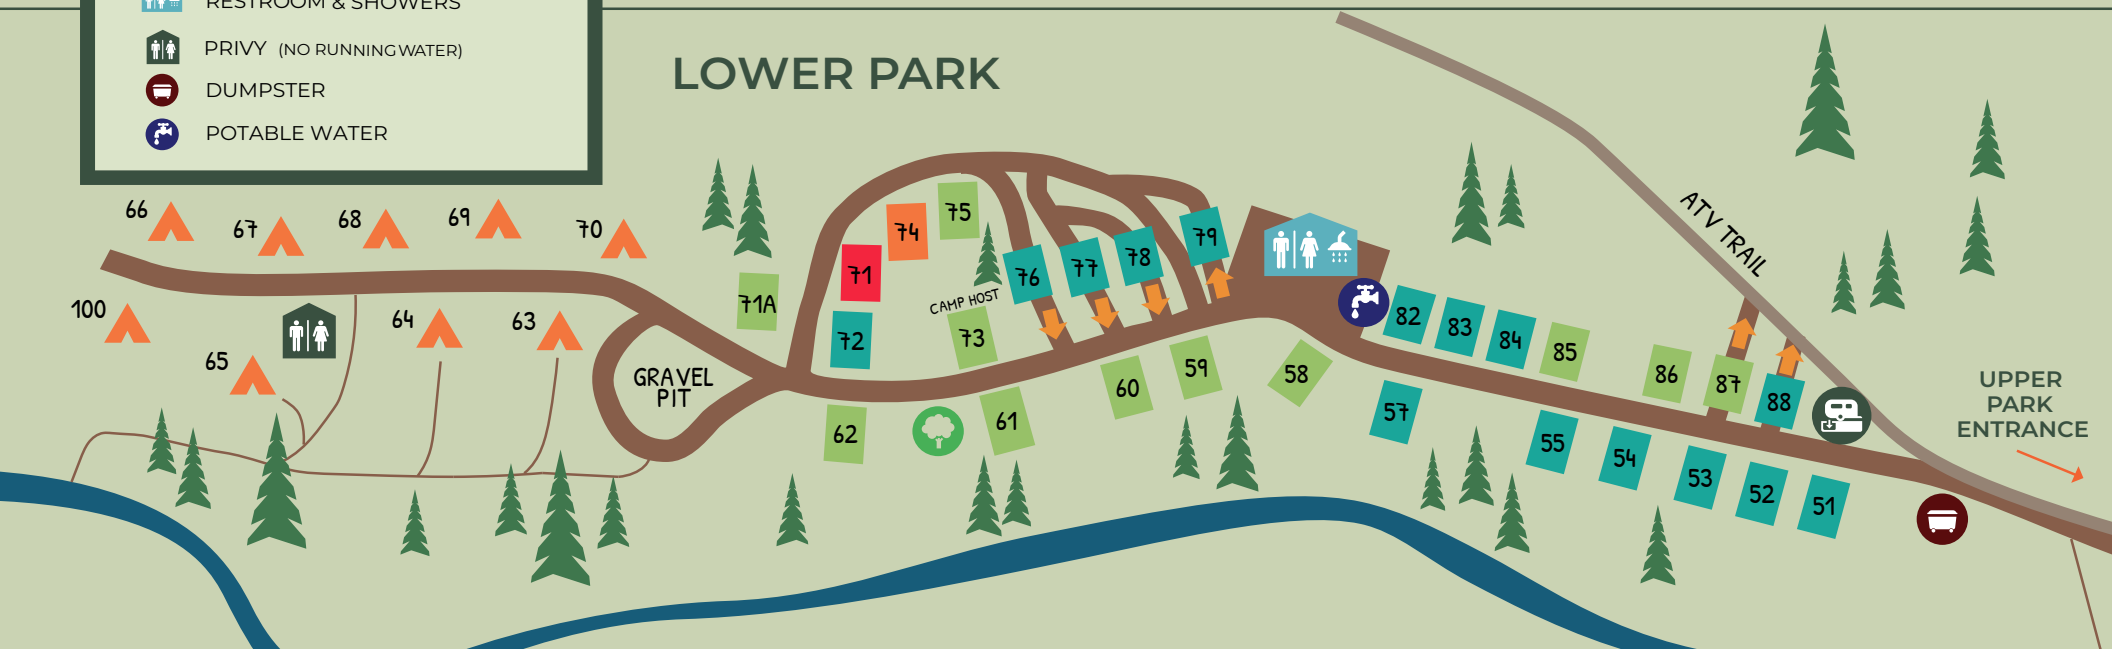 RESTROOM & SHOWERS
PRIVY (NO RUNNING WATER)
DUMPSTER
POTABLE WATER
LOWER PARK
66
67
68
69
70
100
65
64
63
GRAVEL
PIT
71A
71
72
74
75
CAMP HOST
73
76
77
78
79
62
61
60
59
58
57
82
83
84
85
86
87
88
55
54
53
52
51
ATV TRAIL
UPPER
PARK
ENTRANCE